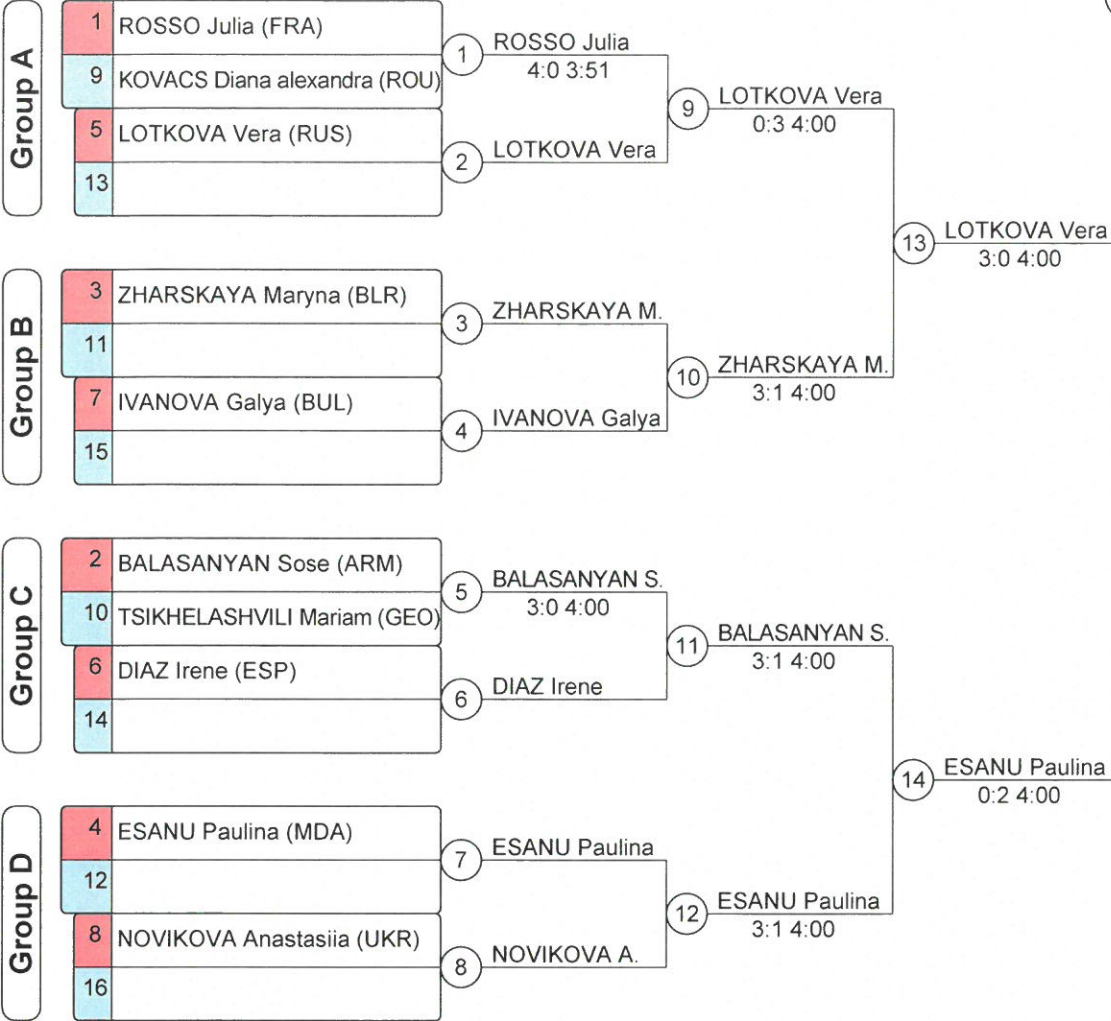 Group A
1 ROSSO Julia (FRA)
9 KOVACS Diana alexandra (ROU)
5 LOTKOVA Vera (RUS)
13
1 ROSSO Julia
4:0 3:51
2 LOTKOVA Vera
9 LOTKOVA Vera
0:3 4:00
Group B
3 ZHARSKAYA Maryna (BLR)
11
7 IVANOVA Galya (BUL)
15
3 ZHARSKAYA M.
4 IVANOVA Galya
10 ZHARSKAYA M.
3:1 4:00
13 LOTKOVA Vera
3:0 4:00
Group C
2 BALASANYAN Sose (ARM)
10 TSIKHELASHVILI Mariam (GEO)
6 DIAZ Irene (ESP)
14
5 BALASANYAN S.
3:0 4:00
6 DIAZ Irene
11 BALASANYAN S.
3:1 4:00
Group D
4 ESANU Paulina (MDA)
12
8 NOVIKOVA Anastasiia (UKR)
16
7 ESANU Paulina
8 NOVIKOVA A.
12 ESANU Paulina
3:1 4:00
14 ESANU Paulina
0:2 4:00